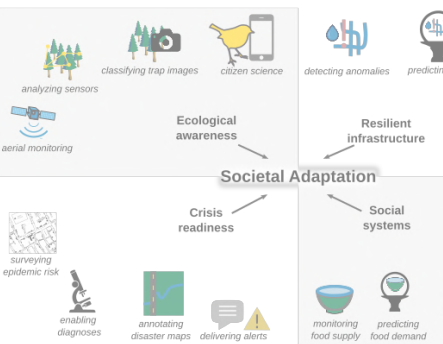 classifying trap images
citizen science
detecting anomalies
predicting
analyzing sensors
aerial monitoring
Ecological
awareness
Resilient
infrastructure
Societal Adaptation
Crisis
readiness
Social
systems
surveying
epidemic risk
enabling
diagnoses
annotating
disaster maps
delivering alerts
monitoring
food supply
predicting
food demand